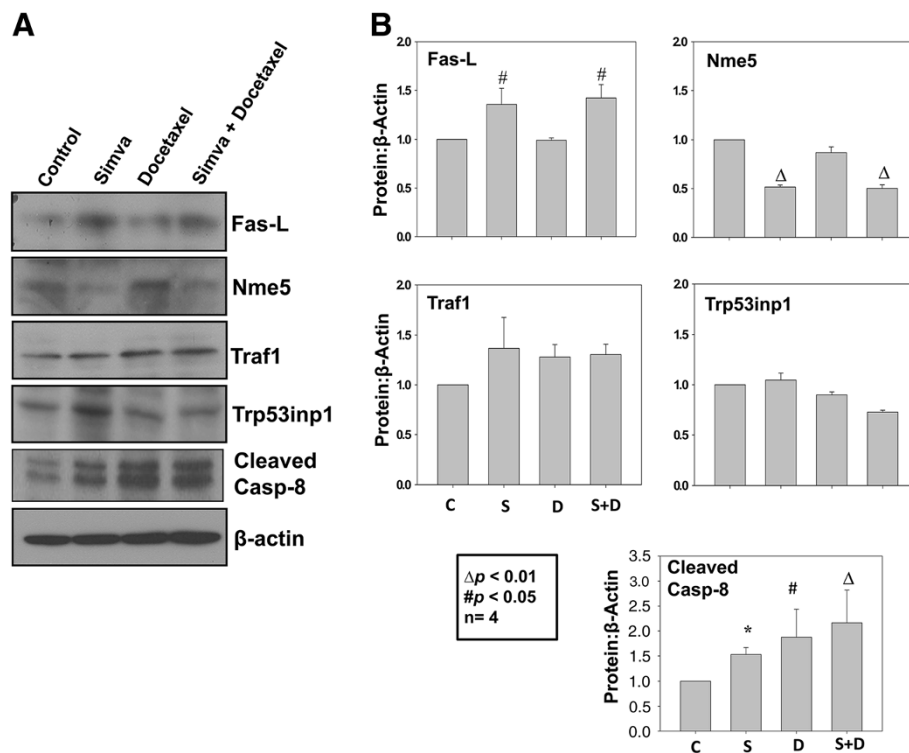 A
Control
Simva
Docetaxel
Simva + Docetaxel
Fas-L
Nme5
Traf1
Trp53inp1
Cleaved
Casp-8
β-actin
B
Protein:β-Actin
2.0
1.5
1.0
0.5
0.0
Fas-L
#
#
2.0
1.5
1.0
0.5
0.0
Nme5
Δ
Δ
Protein:β-Actin
2.0
1.5
1.0
0.5
0.0
Traf1
C S D S+D
2.0
1.5
1.0
0.5
0.0
Trp53inp1
Δp < 0.01
#p < 0.05
n= 4
Protein:β-Actin
3.5
3.0
2.5
2.0
1.5
1.0
0.5
0.0
Cleaved
Casp-8
*
#
Δ
C S D S+D